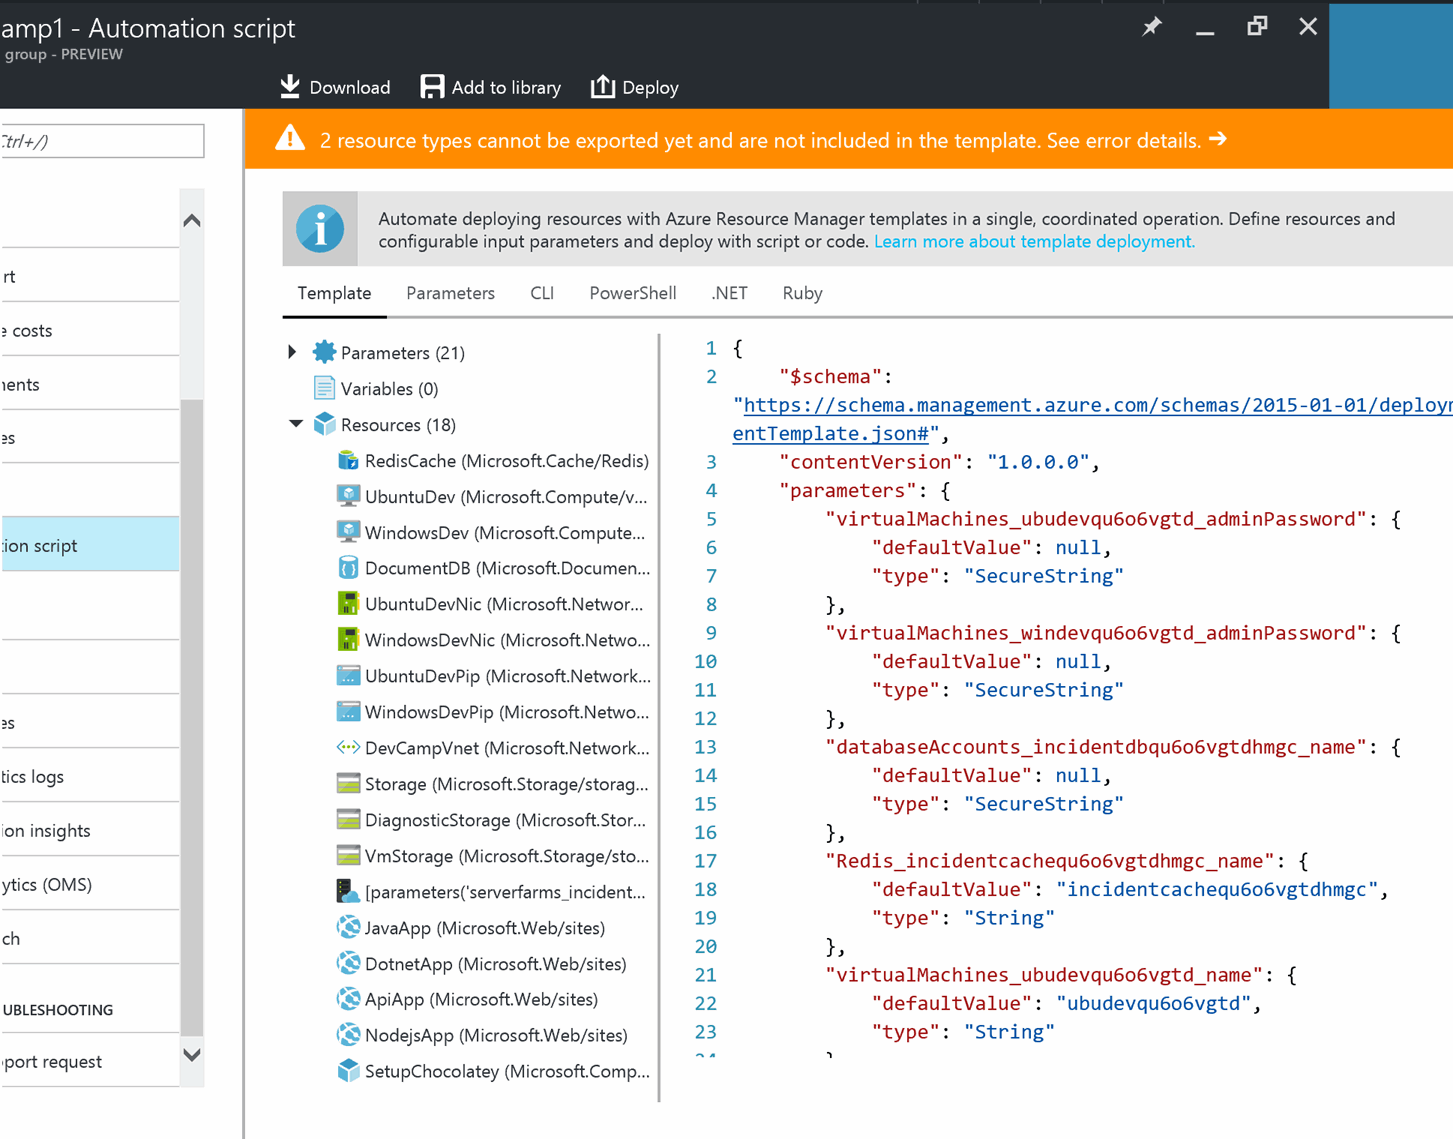 amp1 - Automation script
group - PREVIEW
Download
Add to library
Deploy
Ctrl+/)
2 resource types cannot be exported yet and are not included in the template. See error details. →
Automate deploying resources with Azure Resource Manager templates in a single, coordinated operation. Define resources and
configurable input parameters and deploy with script or code. Learn more about template deployment.
rt
e costs
nents
es
ion script
es
tics logs
ion insights
ytics (OMS)
ch
UBLESHOOTING
port request
Template
Parameters
CLI
PowerShell
.NET
Ruby
Parameters (21)
Variables (0)
Resources (18)
RedisCache (Microsoft.Cache/Redis)
UbuntuDev (Microsoft.Compute/v...
WindowsDev (Microsoft.Compute...
DocumentDB (Microsoft.Documen...
UbuntuDevNic (Microsoft.Networ...
WindowsDevNic (Microsoft.Netwo...
UbuntuDevPip (Microsoft.Network...
WindowsDevPip (Microsoft.Netwo...
DevCampVnet (Microsoft.Network...
Storage (Microsoft.Storage/storag...
DiagnosticStorage (Microsoft.Stor...
VmStorage (Microsoft.Storage/sto...
[parameters('serverfarms_incident...
JavaApp (Microsoft.Web/sites)
DotnetApp (Microsoft.Web/sites)
ApiApp (Microsoft.Web/sites)
NodejsApp (Microsoft.Web/sites)
SetupChocolatey (Microsoft.Comp...
1 {
2 "$schema":
"https://schema.management.azure.com/schemas/2015-01-01/deploym
entTemplate.json#",
3 "contentVersion": "1.0.0.0",
4 "parameters": {
5 "virtualMachines_ubudevqu6o6vgtd_adminPassword": {
6 "defaultValue": null,
7 "type": "SecureString"
8 },
9 "virtualMachines_windevqu6o6vgtd_adminPassword": {
10 "defaultValue": null,
11 "type": "SecureString"
12 },
13 "databaseAccounts_incidentdbqu6o6vgtdhmgc_name": {
14 "defaultValue": null,
15 "type": "SecureString"
16 },
17 "Redis_incidentcachequ6o6vgtdhmgc_name": {
18 "defaultValue": "incidentcachequ6o6vgtdhmgc",
19 "type": "String"
20 },
21 "virtualMachines_ubudevqu6o6vgtd_name": {
22 "defaultValue": "ubudevqu6o6vgtd",
23 "type": "String"